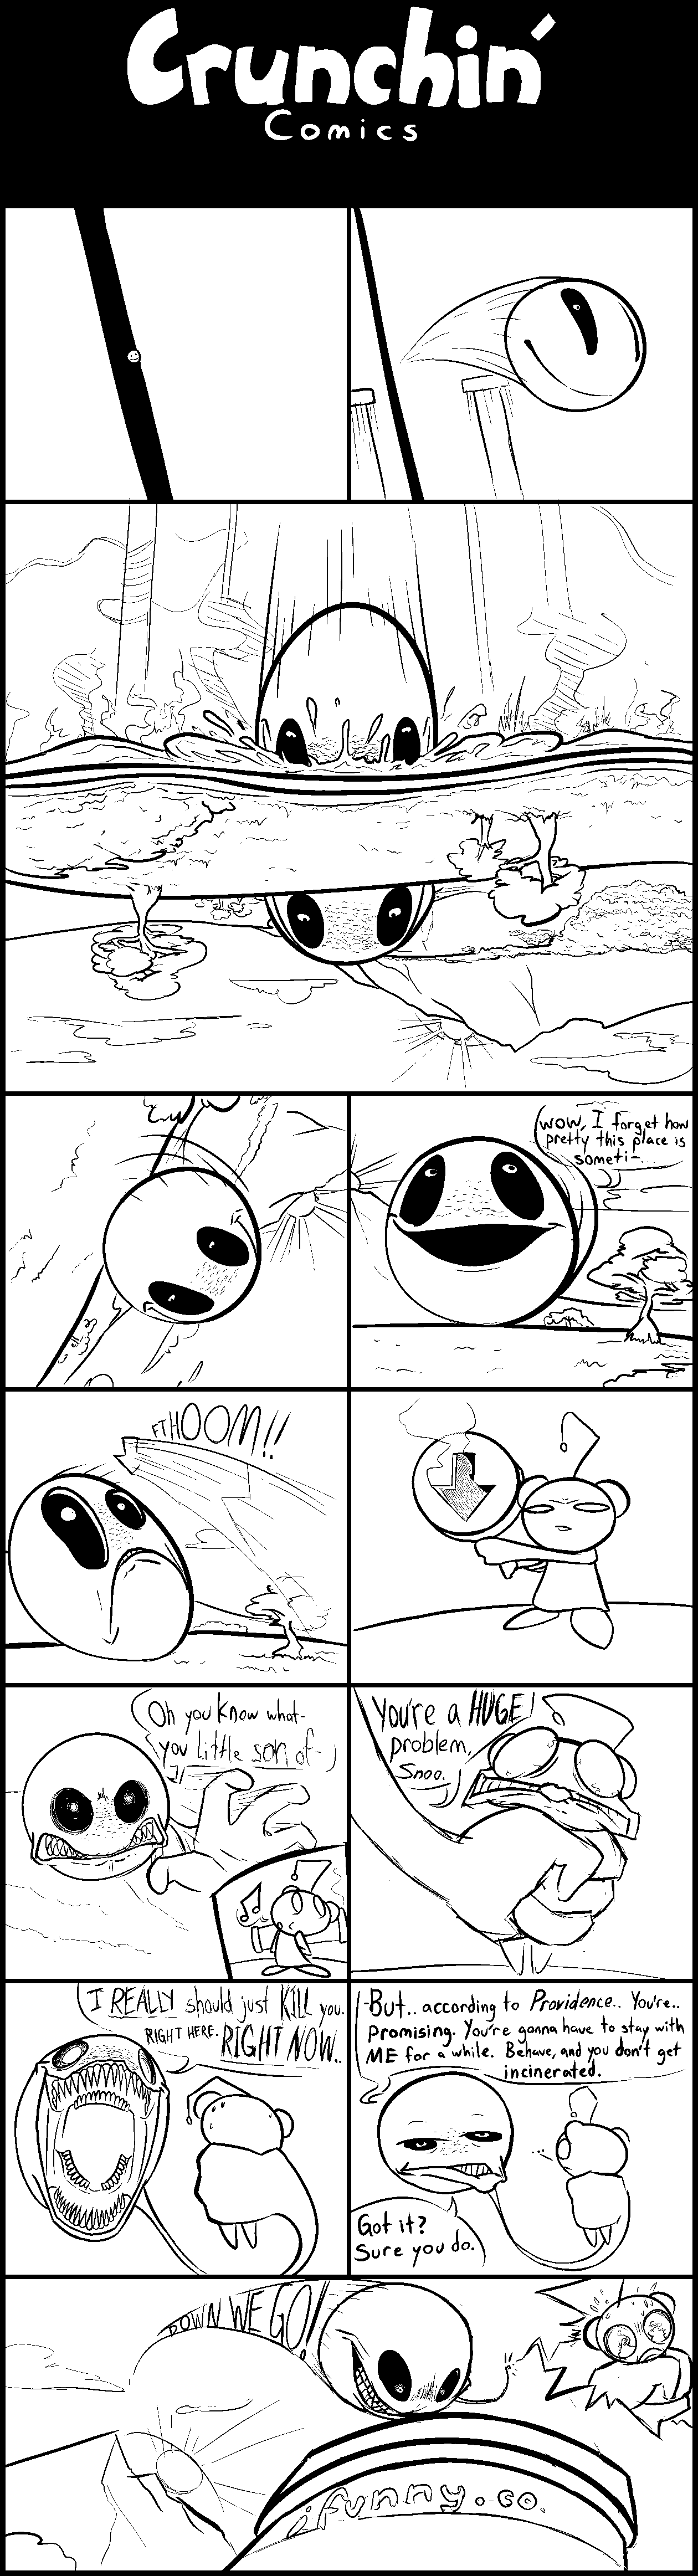 Crunchin'
Comics
Wow, I forget how
pretty this place is
someti-
FTHOOM!!
Oh you know what-
you little son of-
You're a HUGE
problem,
Snoo.
I REALLY should just KILL you.
RIGHT HERE. RIGHT NOW..
-But.. according to Providence.. You're..
Promising. You're gonna have to stay with
ME for a while. Behave, and you don't get
incinerated.
Got it?
Sure you do.
DOWN WE GO!
ifunny.co